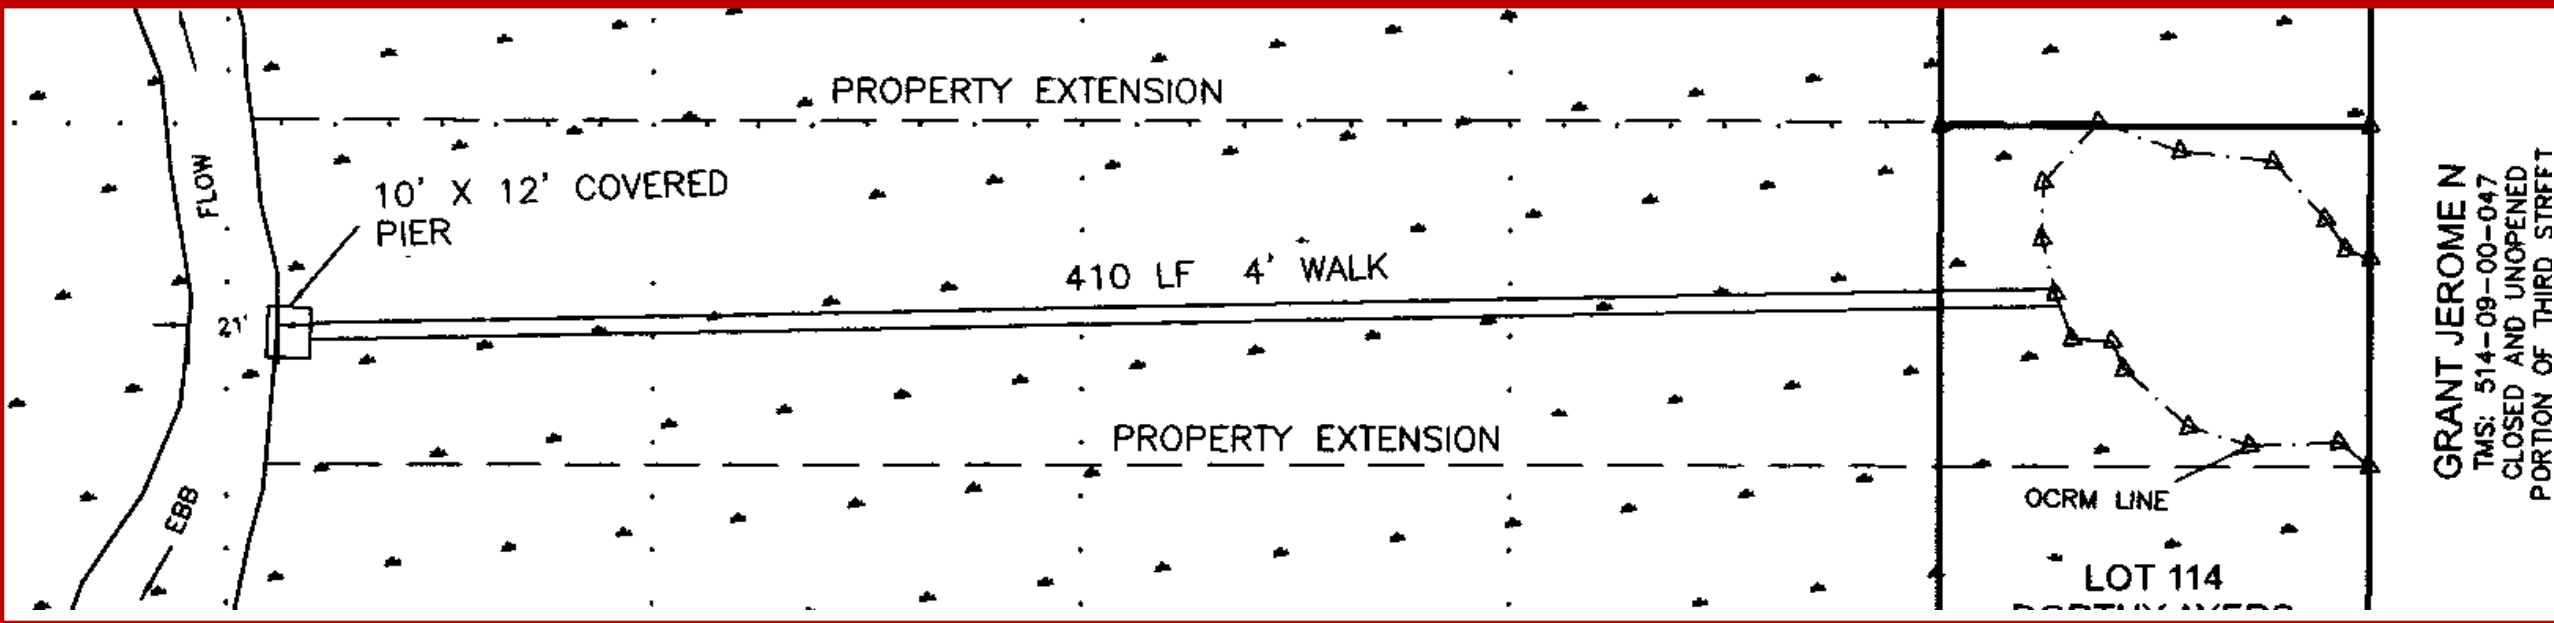 PROPERTY EXTENSION
FLOW
10' X 12' COVERED
PIER
410 LF 4' WALK
21'
PROPERTY EXTENSION
EBB
OCRM LINE
LOT 114
GRANT JEROME N
TMS: 514-09-00-047
CLOSED AND UNOPENED
PORTION OF THIRD STREET